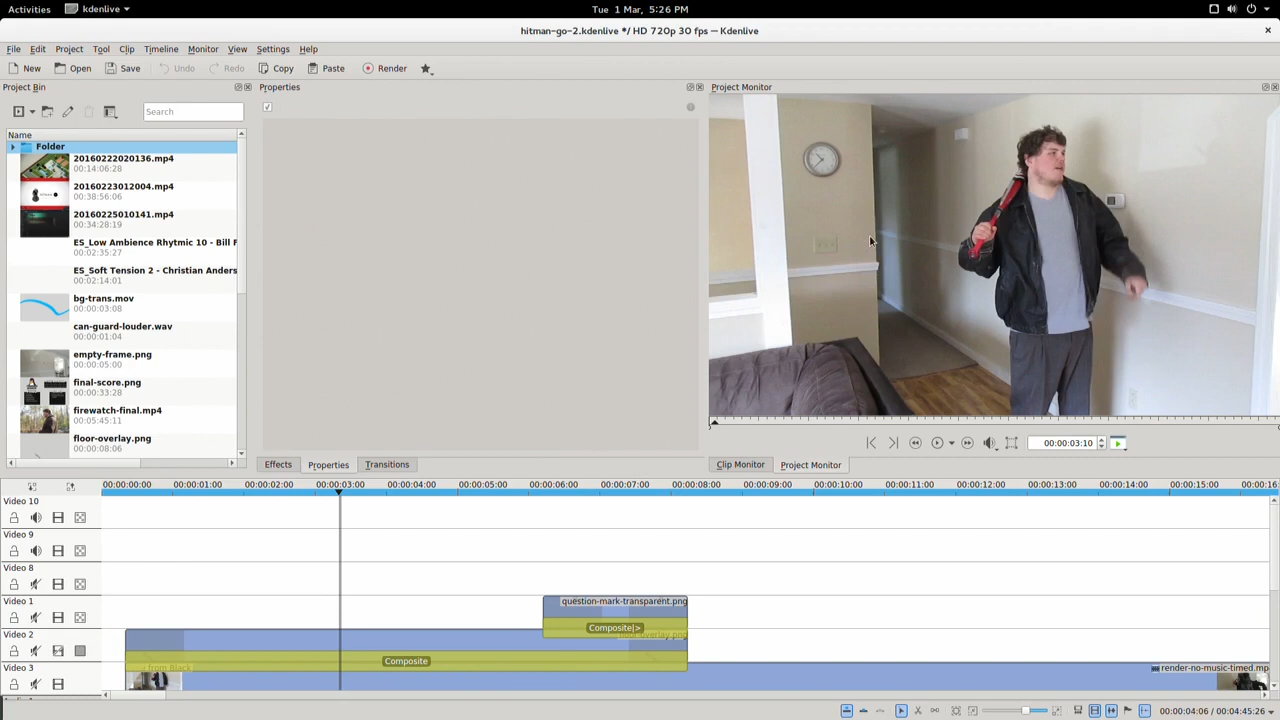 Activities kdenlive Tue 1 Mar, 5:26 PM
hitman-go-2.kdenlive */ HD 720p 30 fps — Kdenlive
File Edit Project Tool Clip Timeline Monitor View Settings Help
New Open Save Undo Redo Copy Paste Render
Project Bin
Properties
Project Monitor
Search
Name
Folder
20160222020136.mp4
00:14:06:28
20160223012004.mp4
00:38:56:06
20160225010141.mp4
00:34:28:19
ES_Low Ambience Rhytmic 10 - Bill F
00:02:35:27
ES_Soft Tension 2 - Christian Anders
00:02:14:01
bg-trans.mov
00:00:03:08
can-guard-louder.wav
00:00:01:04
empty-frame.png
00:00:05:00
final-score.png
00:00:33:28
firewatch-final.mp4
00:05:45:11
floor-overlay.png
00:00:08:06
00:00:03:10
Effects Properties Transitions
Clip Monitor Project Monitor
00:00:00:00 00:00:01:00 00:00:02:00 00:00:03:00 00:00:04:00 00:00:05:00 00:00:06:00 00:00:07:00 00:00:08:00 00:00:09:00 00:00:10:00 00:00:11:00 00:00:12:00 00:00:13:00 00:00:14:00 00:00:15:00 00:00:16:
Video 10
Video 9
Video 8
Video 1
question-mark-transparent.png
Composite|>
Video 2
floor-overlay.png
Composite
Video 3
from Black
render-no-music-timed.mp
00:00:04:06 / 00:04:45:26